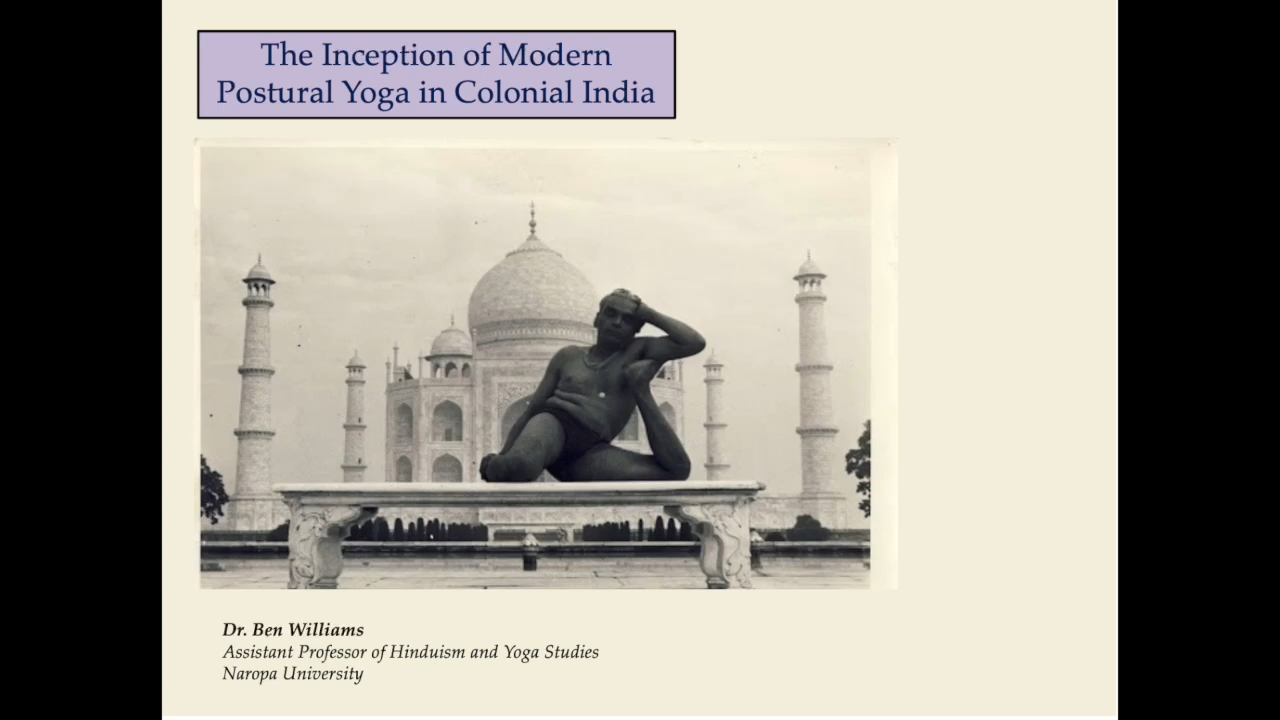 The Inception of Modern
Postural Yoga in Colonial India
Dr. Ben Williams
Assistant Professor of Hinduism and Yoga Studies
Naropa University